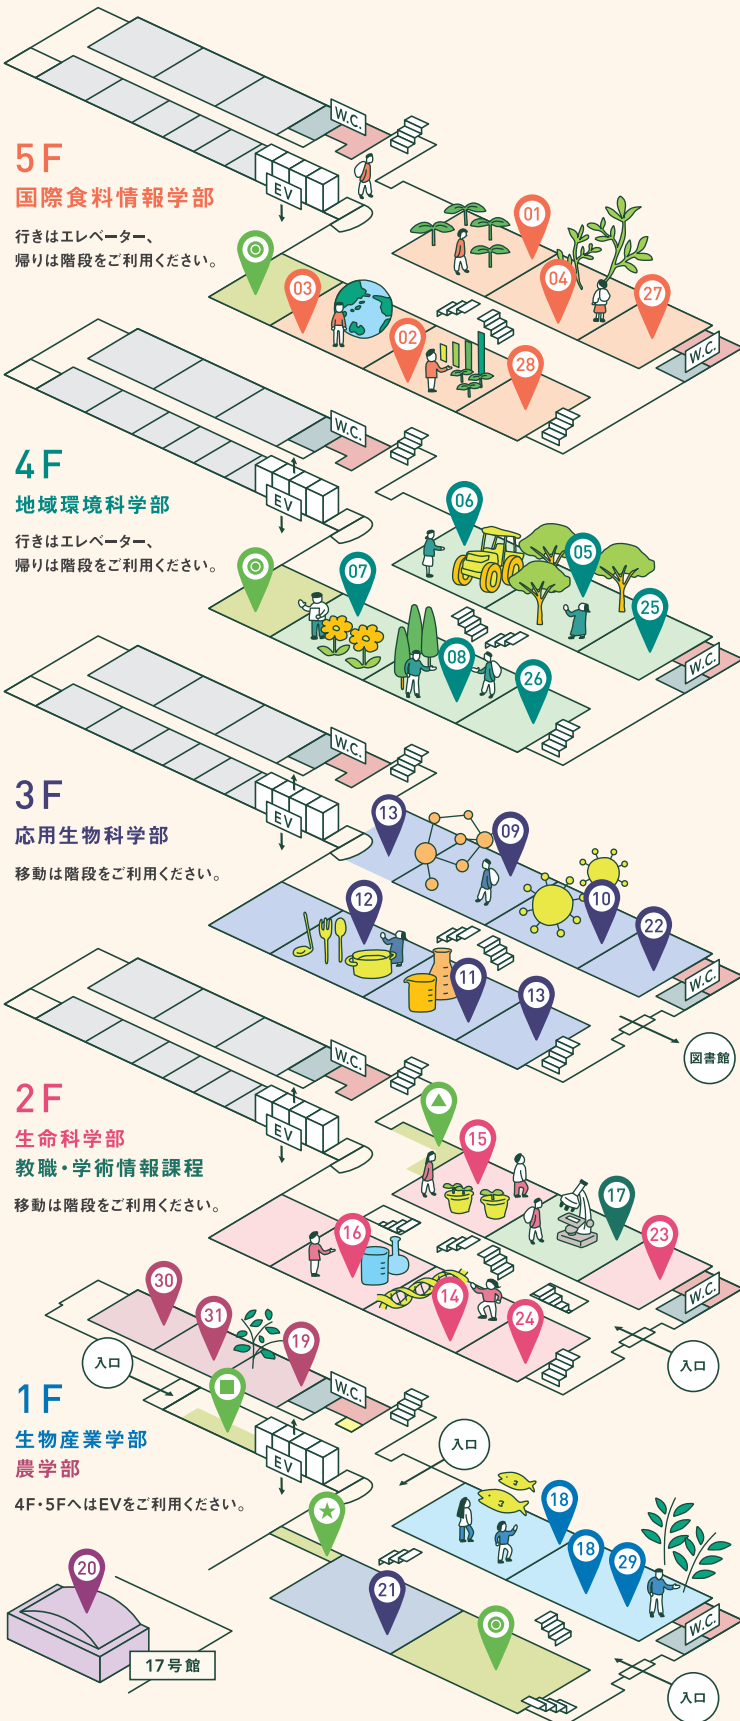 W.C.
5F
国際食料情報学部
行きはエレベーター、
帰りは階段をご利用ください。
EV
01
04
27
03
02
28
W.C.
W.C.
4F
地域環境科学部
行きはエレベーター、
帰りは階段をご利用ください。
EV
06
05
25
07
08
26
W.C.
W.C.
3F
応用生物科学部
移動は階段をご利用ください。
EV
13
09
10
22
12
11
13
W.C.
図書館
W.C.
2F
生命科学部
教職・学術情報課程
移動は階段をご利用ください。
EV
15
17
23
16
14
24
W.C.
入口
30
31
19
入口
W.C.
1F
生物産業学部
農学部
4F・5FへはEVをご利用ください。
EV
入口
18
18
29
21
20
17号館
W.C.
入口